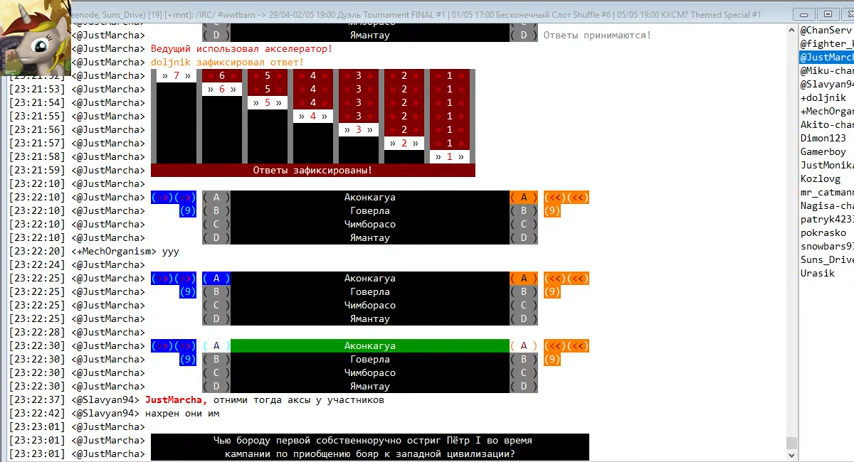 eenode, Suns_Drive) [19] [+mnt]: /IRC/ #wwtbam -> 29/04-02/05 19:00 Дуэль Tournament FINAL #1 | 01/05 17:00 Бесконечный Слот Shuffle #6 | 05/05 19:00 КХСМ? Themed Special #1
<@JustMarcha> ( C ) Чимборасо ( C )
<@JustMarcha> ( D ) Ямантау ( D ) Ответы принимаются!
<@JustMarcha> Ведущий использовал акселератор!
<@JustMarcha> doljnik зафиксировал ответ!
[23:21:52] <@JustMarcha> » 7 » 6 5 4 3 2 1
[23:21:53] <@JustMarcha> » 6 » 5 4 3 2 1
[23:21:54] <@JustMarcha> » 5 » 4 3 2 1
[23:21:55] <@JustMarcha> » 4 » 3 2 1
[23:21:56] <@JustMarcha> » 3 » 2 1
[23:21:57] <@JustMarcha> » 2 » 1
[23:21:58] <@JustMarcha> » 1 »
[23:21:59] <@JustMarcha> Ответы зафиксированы!
[23:22:10] <@JustMarcha>
[23:22:10] <@JustMarcha> ( A ) Аконкагуа ( A ) (<<)(<<)
[23:22:10] <@JustMarcha> (9) ( B ) Говерла ( B ) (9)
[23:22:10] <@JustMarcha> ( C ) Чимборасо ( C )
[23:22:10] <@JustMarcha> ( D ) Ямантау ( D )
[23:22:20] <+MechOrganism> ууу
[23:22:24] <@JustMarcha>
[23:22:25] <@JustMarcha> ( A ) Аконкагуа ( A ) (<<)(<<)
[23:22:25] <@JustMarcha> (9) ( B ) Говерла ( B ) (9)
[23:22:25] <@JustMarcha> ( C ) Чимборасо ( C )
[23:22:25] <@JustMarcha> ( D ) Ямантау ( D )
[23:22:28] <@JustMarcha>
[23:22:30] <@JustMarcha> ( A ) Аконкагуа ( A ) (<<)(<<)
[23:22:30] <@JustMarcha> (9) ( B ) Говерла ( B ) (9)
[23:22:30] <@JustMarcha> ( C ) Чимборасо ( C )
[23:22:30] <@JustMarcha> ( D ) Ямантау ( D )
[23:22:37] <@Slavyan94> JustMarcha, отними тогда аксы у участников
[23:22:42] <@Slavyan94> нахрен они им
[23:23:01] <@JustMarcha>
[23:23:01] <@JustMarcha> Чью бороду первой собственноручно остриг Пётр I во время
[23:23:01] <@JustMarcha> кампании по приобщению бояр к западной цивилизации?
@ChanServ
@fighter_
@JustMarch
@Miku-chan
@Slavyan94
+doljnik
+MechOrganism
Akito-chan
Dimon123
Gamerboy
JustMonika
Kozlovg
mr_catmann
Nagisa-cha
patryk423
pokrasko
snowbars9
Suns_Drive
Urasik